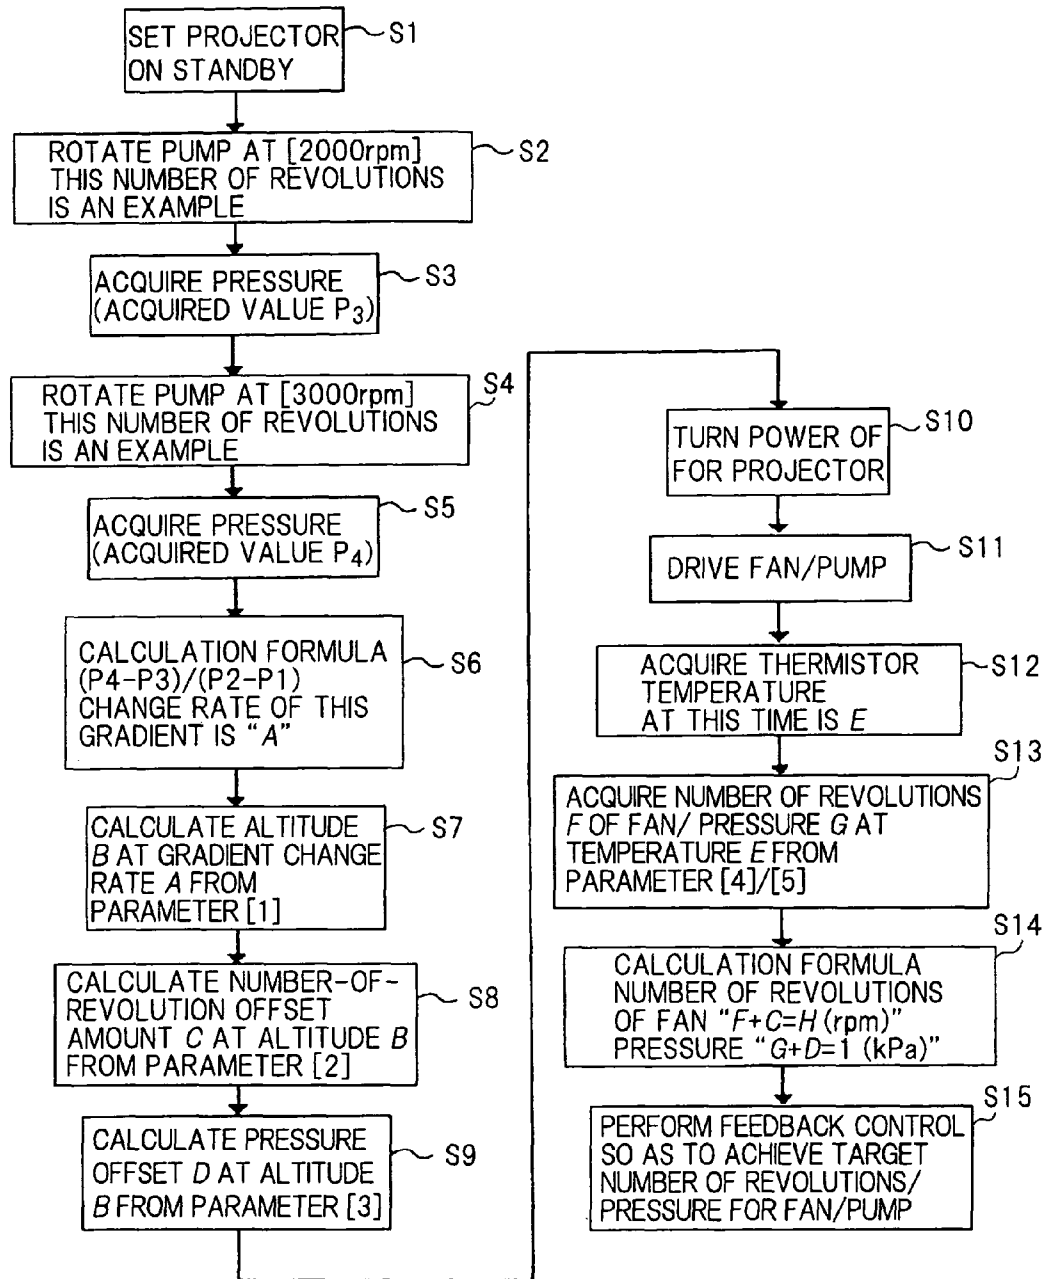 SET PROJECTOR
ON STANDBY
S1
ROTATE PUMP AT [2000rpm]
THIS NUMBER OF REVOLUTIONS
IS AN EXAMPLE
S2
ACQUIRE PRESSURE
(ACQUIRED VALUE P3)
S3
ROTATE PUMP AT [3000rpm]
THIS NUMBER OF REVOLUTIONS
IS AN EXAMPLE
S4
ACQUIRE PRESSURE
(ACQUIRED VALUE P4)
S5
CALCULATION FORMULA
(P4-P3)/(P2-P1)
CHANGE RATE OF THIS
GRADIENT IS "A"
S6
CALCULATE ALTITUDE
B AT GRADIENT CHANGE
RATE A FROM
PARAMETER [1]
S7
CALCULATE NUMBER-OF-
REVOLUTION OFFSET
AMOUNT C AT ALTITUDE B
FROM PARAMETER [2]
S8
CALCULATE PRESSURE
OFFSET D AT ALTITUDE
B FROM PARAMETER [3]
S9
TURN POWER OF
FOR PROJECTOR
S10
DRIVE FAN/PUMP
S11
ACQUIRE THERMISTOR
TEMPERATURE
AT THIS TIME IS E
S12
ACQUIRE NUMBER OF REVOLUTIONS
F OF FAN/ PRESSURE G AT
TEMPERATURE E FROM
PARAMETER [4]/[5]
S13
CALCULATION FORMULA
NUMBER OF REVOLUTIONS
OF FAN "F+C=H (rpm)"
PRESSURE "G+D=1 (kPa)"
S14
PERFORM FEEDBACK CONTROL
SO AS TO ACHIEVE TARGET
NUMBER OF REVOLUTIONS/
PRESSURE FOR FAN/PUMP
S15